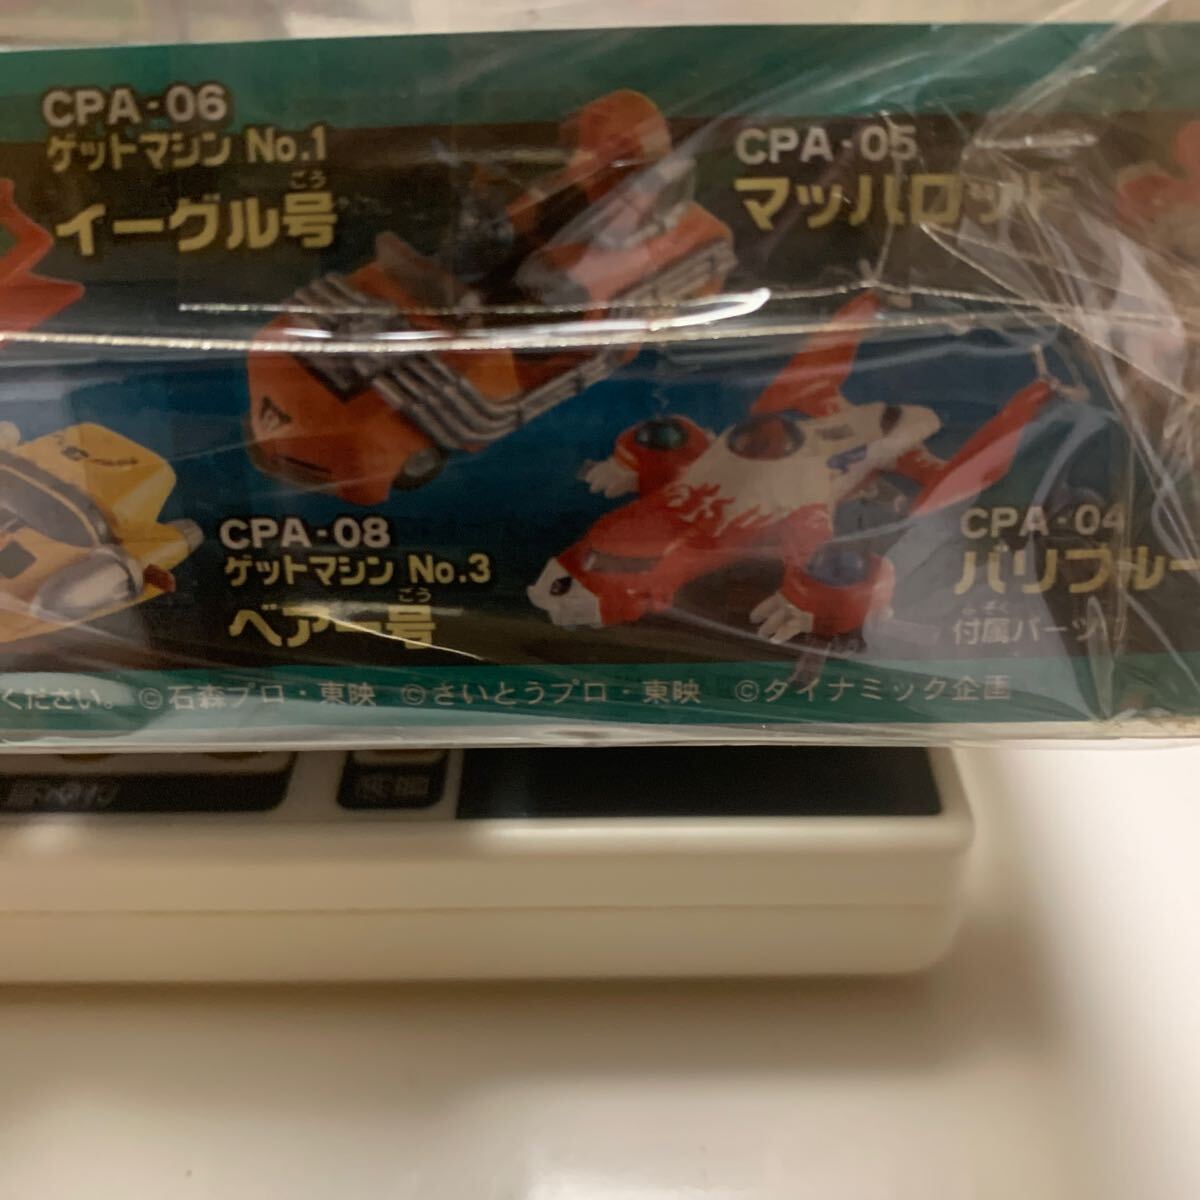 CPA-06
ゲットマシン No.1
イーグル号
ごう
CPA-05
マッハロッド
CPA-08
ゲットマシン No.3
ベアー号
ごう
CPA-04
バリブルー
付属パーツ
ください。 ©石森プロ・東映 ©さいとうプロ・東映 ©ダイナミック企画
消音